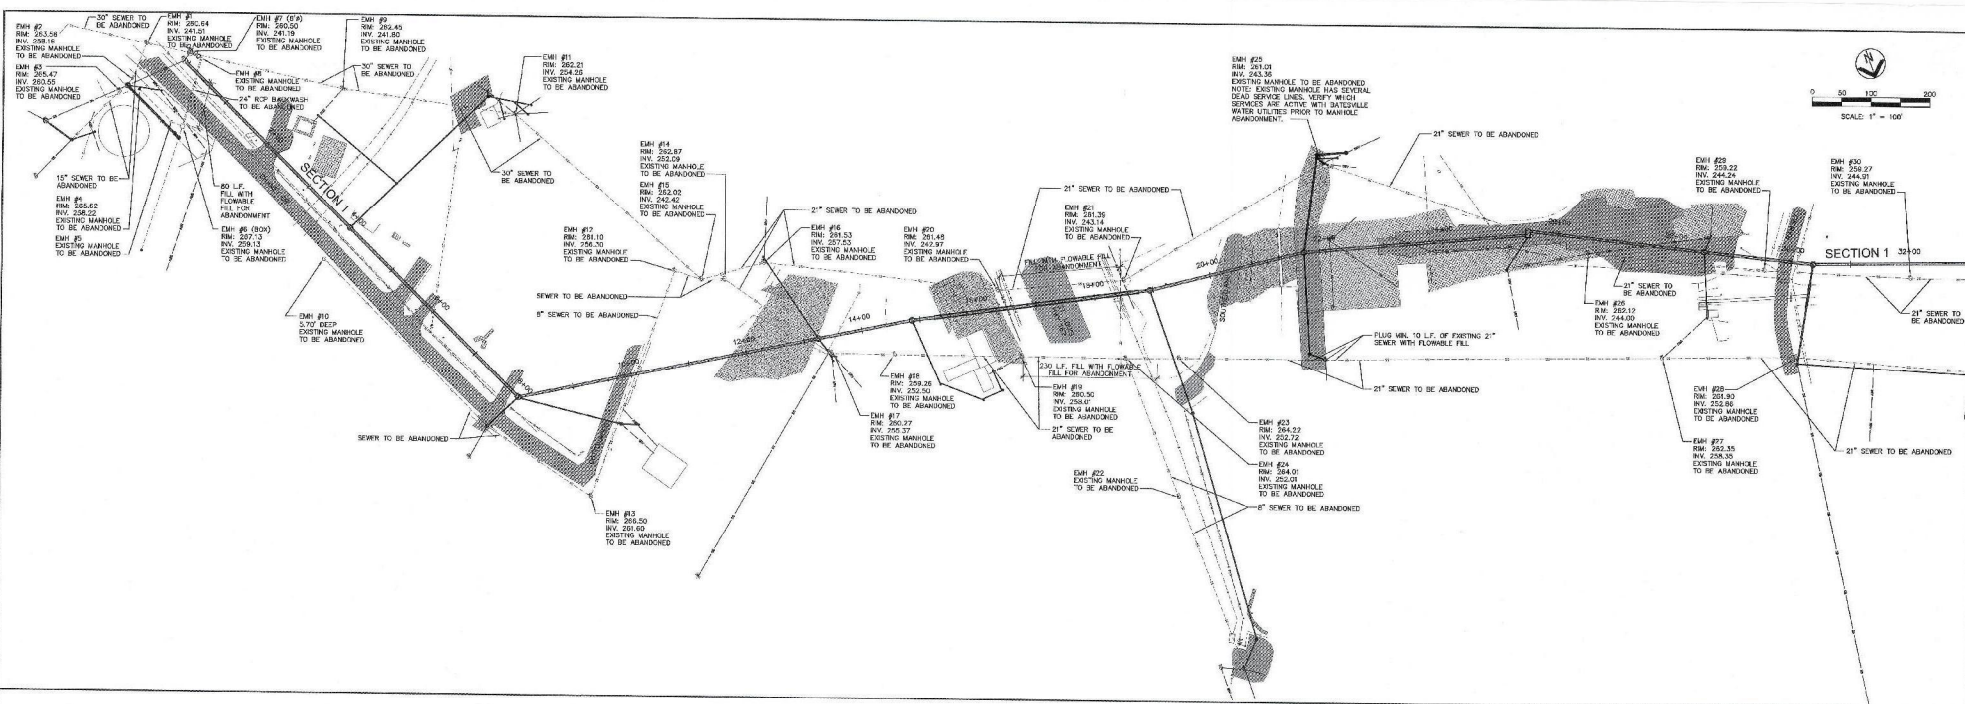 EMH #2
RIM: 263.58
INV. 258.16
EXISTING MANHOLE
TO BE ABANDONED
30" SEWER TO
BE ABANDONED
EMH #1
RIM: 260.64
INV. 241.51
EXISTING MANHOLE
TO BE ABANDONED
EMH #7 (8'ø)
RIM: 260.50
INV. 241.19
EXISTING MANHOLE
TO BE ABANDONED
EMH #9
RIM: 262.45
INV. 241.80
EXISTING MANHOLE
TO BE ABANDONED
EMH #3
RIM: 265.47
INV. 260.55
EXISTING MANHOLE
TO BE ABANDONED
EMH #8
EXISTING MANHOLE
TO BE ABANDONED
24" RCP BACKWASH
TO BE ABANDONED
30" SEWER TO
BE ABANDONED
EMH #11
RIM: 262.21
INV. 254.26
EXISTING MANHOLE
TO BE ABANDONED
15" SEWER TO BE
ABANDONED
EMH #4
RIM: 265.62
INV. 258.22
EXISTING MANHOLE
TO BE ABANDONED
EMH #5
EXISTING MANHOLE
TO BE ABANDONED
80 L.F.
FILL WITH
FLOWABLE
FILL FOR
ABANDONMENT
EMH #6 (BOX)
RIM: 267.13
INV. 259.13
EXISTING MANHOLE
TO BE ABANDONED
SECTION 1
30" SEWER TO
BE ABANDONED
EMH #10
5.70' DEEP
EXISTING MANHOLE
TO BE ABANDONED
EMH #14
RIM: 262.87
INV. 252.09
EXISTING MANHOLE
TO BE ABANDONED
EMH #15
RIM: 262.02
INV. 242.42
EXISTING MANHOLE
TO BE ABANDONED
EMH #12
RIM: 261.10
INV. 256.30
EXISTING MANHOLE
TO BE ABANDONED
SEWER TO BE ABANDONED
8" SEWER TO BE ABANDONED
SEWER TO BE ABANDONED
EMH #13
RIM: 266.50
INV. 261.60
EXISTING MANHOLE
TO BE ABANDONED
21" SEWER TO BE ABANDONED
EMH #16
RIM: 261.53
INV. 257.53
EXISTING MANHOLE
TO BE ABANDONED
EMH #20
RIM: 261.48
INV. 242.97
EXISTING MANHOLE
TO BE ABANDONED
12+00
14+00
EMH #18
RIM: 259.26
INV. 252.50
EXISTING MANHOLE
TO BE ABANDONED
EMH #17
RIM: 260.27
INV. 255.37
EXISTING MANHOLE
TO BE ABANDONED
21" SEWER TO BE ABANDONED
EMH #21
RIM: 261.39
INV. 243.14
EXISTING MANHOLE
TO BE ABANDONED
FILL WITH FLOWABLE FILL
FOR ABANDONMENT
16+00
18+00
20+00
230 L.F. FILL WITH FLOWABLE
FILL FOR ABANDONMENT
EMH #19
RIM: 260.50
EXISTING MANHOLE
TO BE ABANDONED
21" SEWER TO BE
ABANDONED
EMH #22
EXISTING MANHOLE
TO BE ABANDONED
EMH #23
RIM: 264.22
INV. 252.72
EXISTING MANHOLE
TO BE ABANDONED
EMH #24
RIM: 264.01
INV. 252.01
EXISTING MANHOLE
TO BE ABANDONED
8" SEWER TO BE ABANDONED
EMH #25
RIM: 261.01
INV. 243.36
EXISTING MANHOLE TO BE ABANDONED
NOTE: EXISTING MANHOLE HAS SEVERAL
DEAD SERVICE LINES. VERIFY WHICH
SERVICES ARE ACTIVE WITH BATESVILLE
WATER UTILITIES PRIOR TO MANHOLE
ABANDONMENT.
21" SEWER TO BE ABANDONED
PLUG MIN. 10 L.F. OF EXISTING 21"
SEWER WITH FLOWABLE FILL
21" SEWER TO BE ABANDONED
21" SEWER TO BE ABANDONED
EMH #26
RIM: 262.12
INV. 244.00
EXISTING MANHOLE
TO BE ABANDONED
EMH #29
RIM: 259.22
INV. 244.24
EXISTING MANHOLE
TO BE ABANDONED
EMH #30
RIM: 259.27
INV. 244.91
EXISTING MANHOLE
TO BE ABANDONED
EMH #28
RIM: 261.90
INV. 252.86
EXISTING MANHOLE
TO BE ABANDONED
EMH #27
RIM: 262.35
INV. 258.35
EXISTING MANHOLE
TO BE ABANDONED
SECTION 1 32+00
21" SEWER TO
BE ABANDONED
21" SEWER TO BE ABANDONED
N
0 50 100 200
SCALE: 1" = 100'